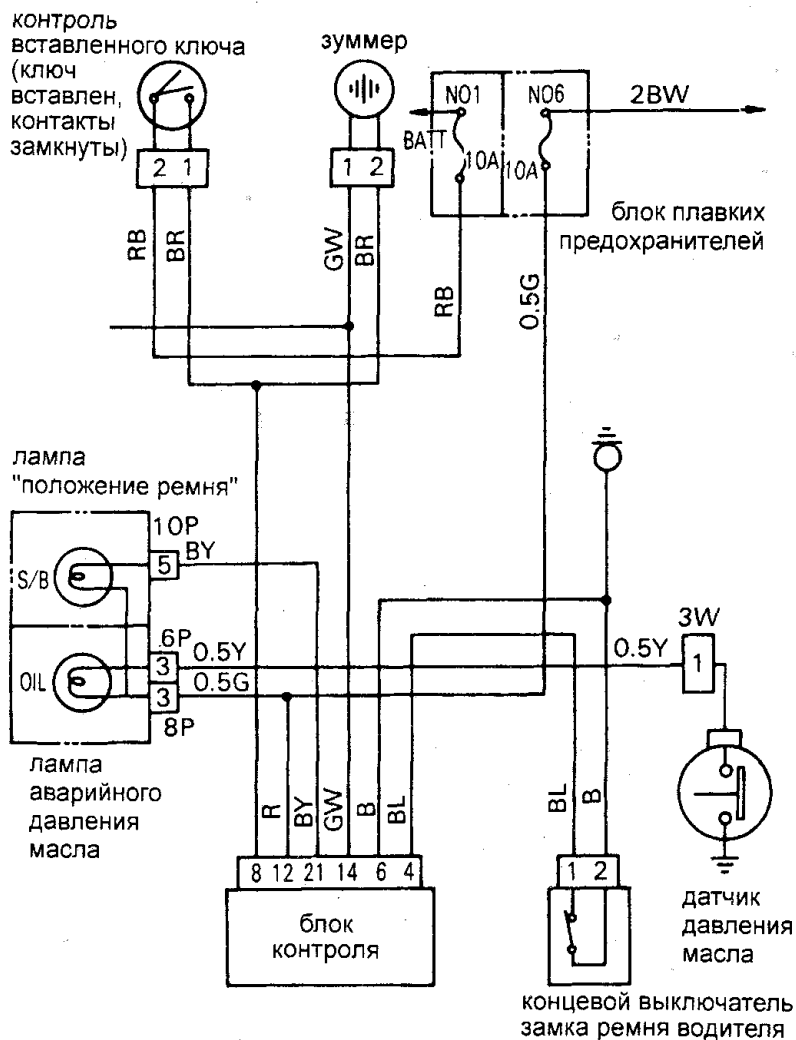 контроль
вставленного ключа
(ключ
вставлен,
контакты
замкнуты)
зуммер
NO1
NO6
2BW
BATT
10A
10A
2 1
1 2
блок плавких
предохранителей
RB
BR
GW
BR
RB
0.5G
лампа
"положение ремня"
10P
5
BY
S/B
6P
3
0.5Y
0.5Y
3W
1
OIL
3
0.5G
8P
лампа
аварийного
давления
масла
R
BY
GW
B
BL
BL
B
8 12 21 14 6 4
1 2
блок
контроля
датчик
давления
масла
концевой выключатель
замка ремня водителя